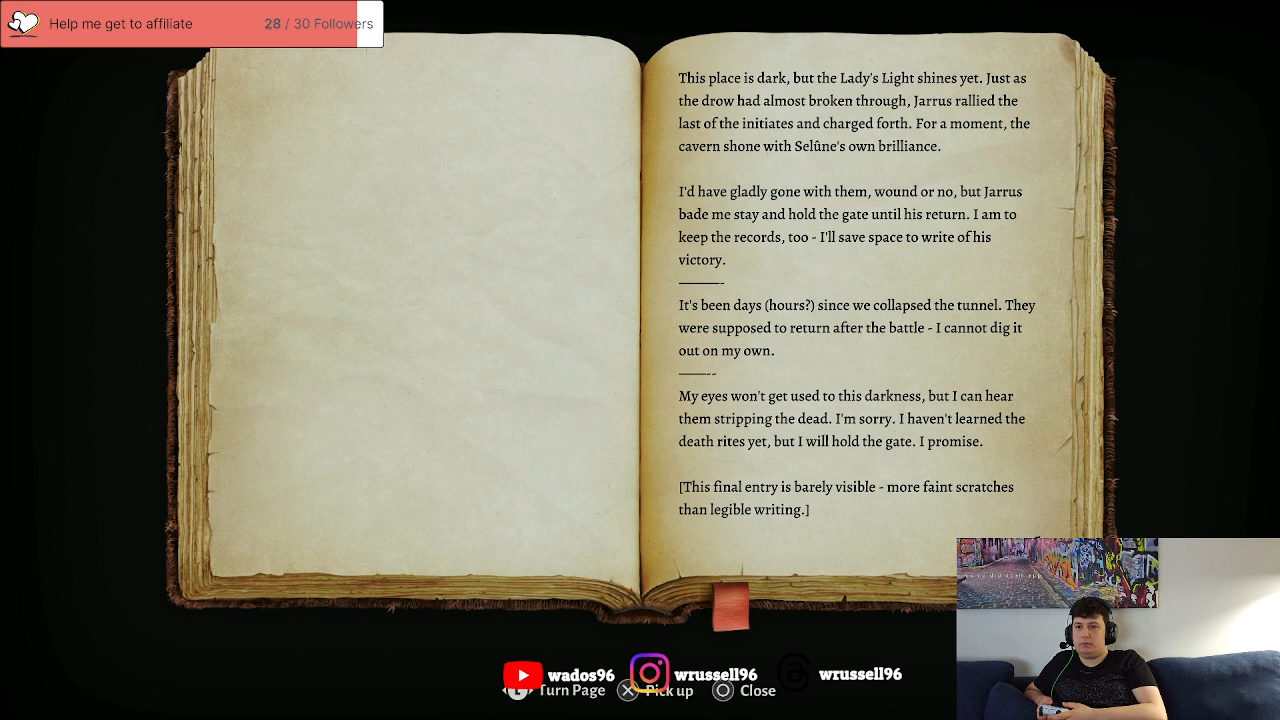 Help me get to affiliate 28 / 30 Followers
This place is dark, but the Lady's Light shines yet. Just as
the drow had almost broken through, Jarrus rallied the
last of the initiates and charged forth. For a moment, the
cavern shone with Selûne's own brilliance.
I'd have gladly gone with them, wound or no, but Jarrus
bade me stay and hold the gate until his return. I am to
keep the records, too - I'll save space to write of his
victory.
It's been days (hours?) since we collapsed the tunnel. They
were supposed to return after the battle - I cannot dig it
out on my own.
My eyes won't get used to this darkness, but I can hear
them stripping the dead. I'm sorry. I haven't learned the
death rites yet, but I will hold the gate. I promise.
[This final entry is barely visible - more faint scratches
than legible writing.]
wados96 wrussell96 wrussell96
Turn Page Pick up Close